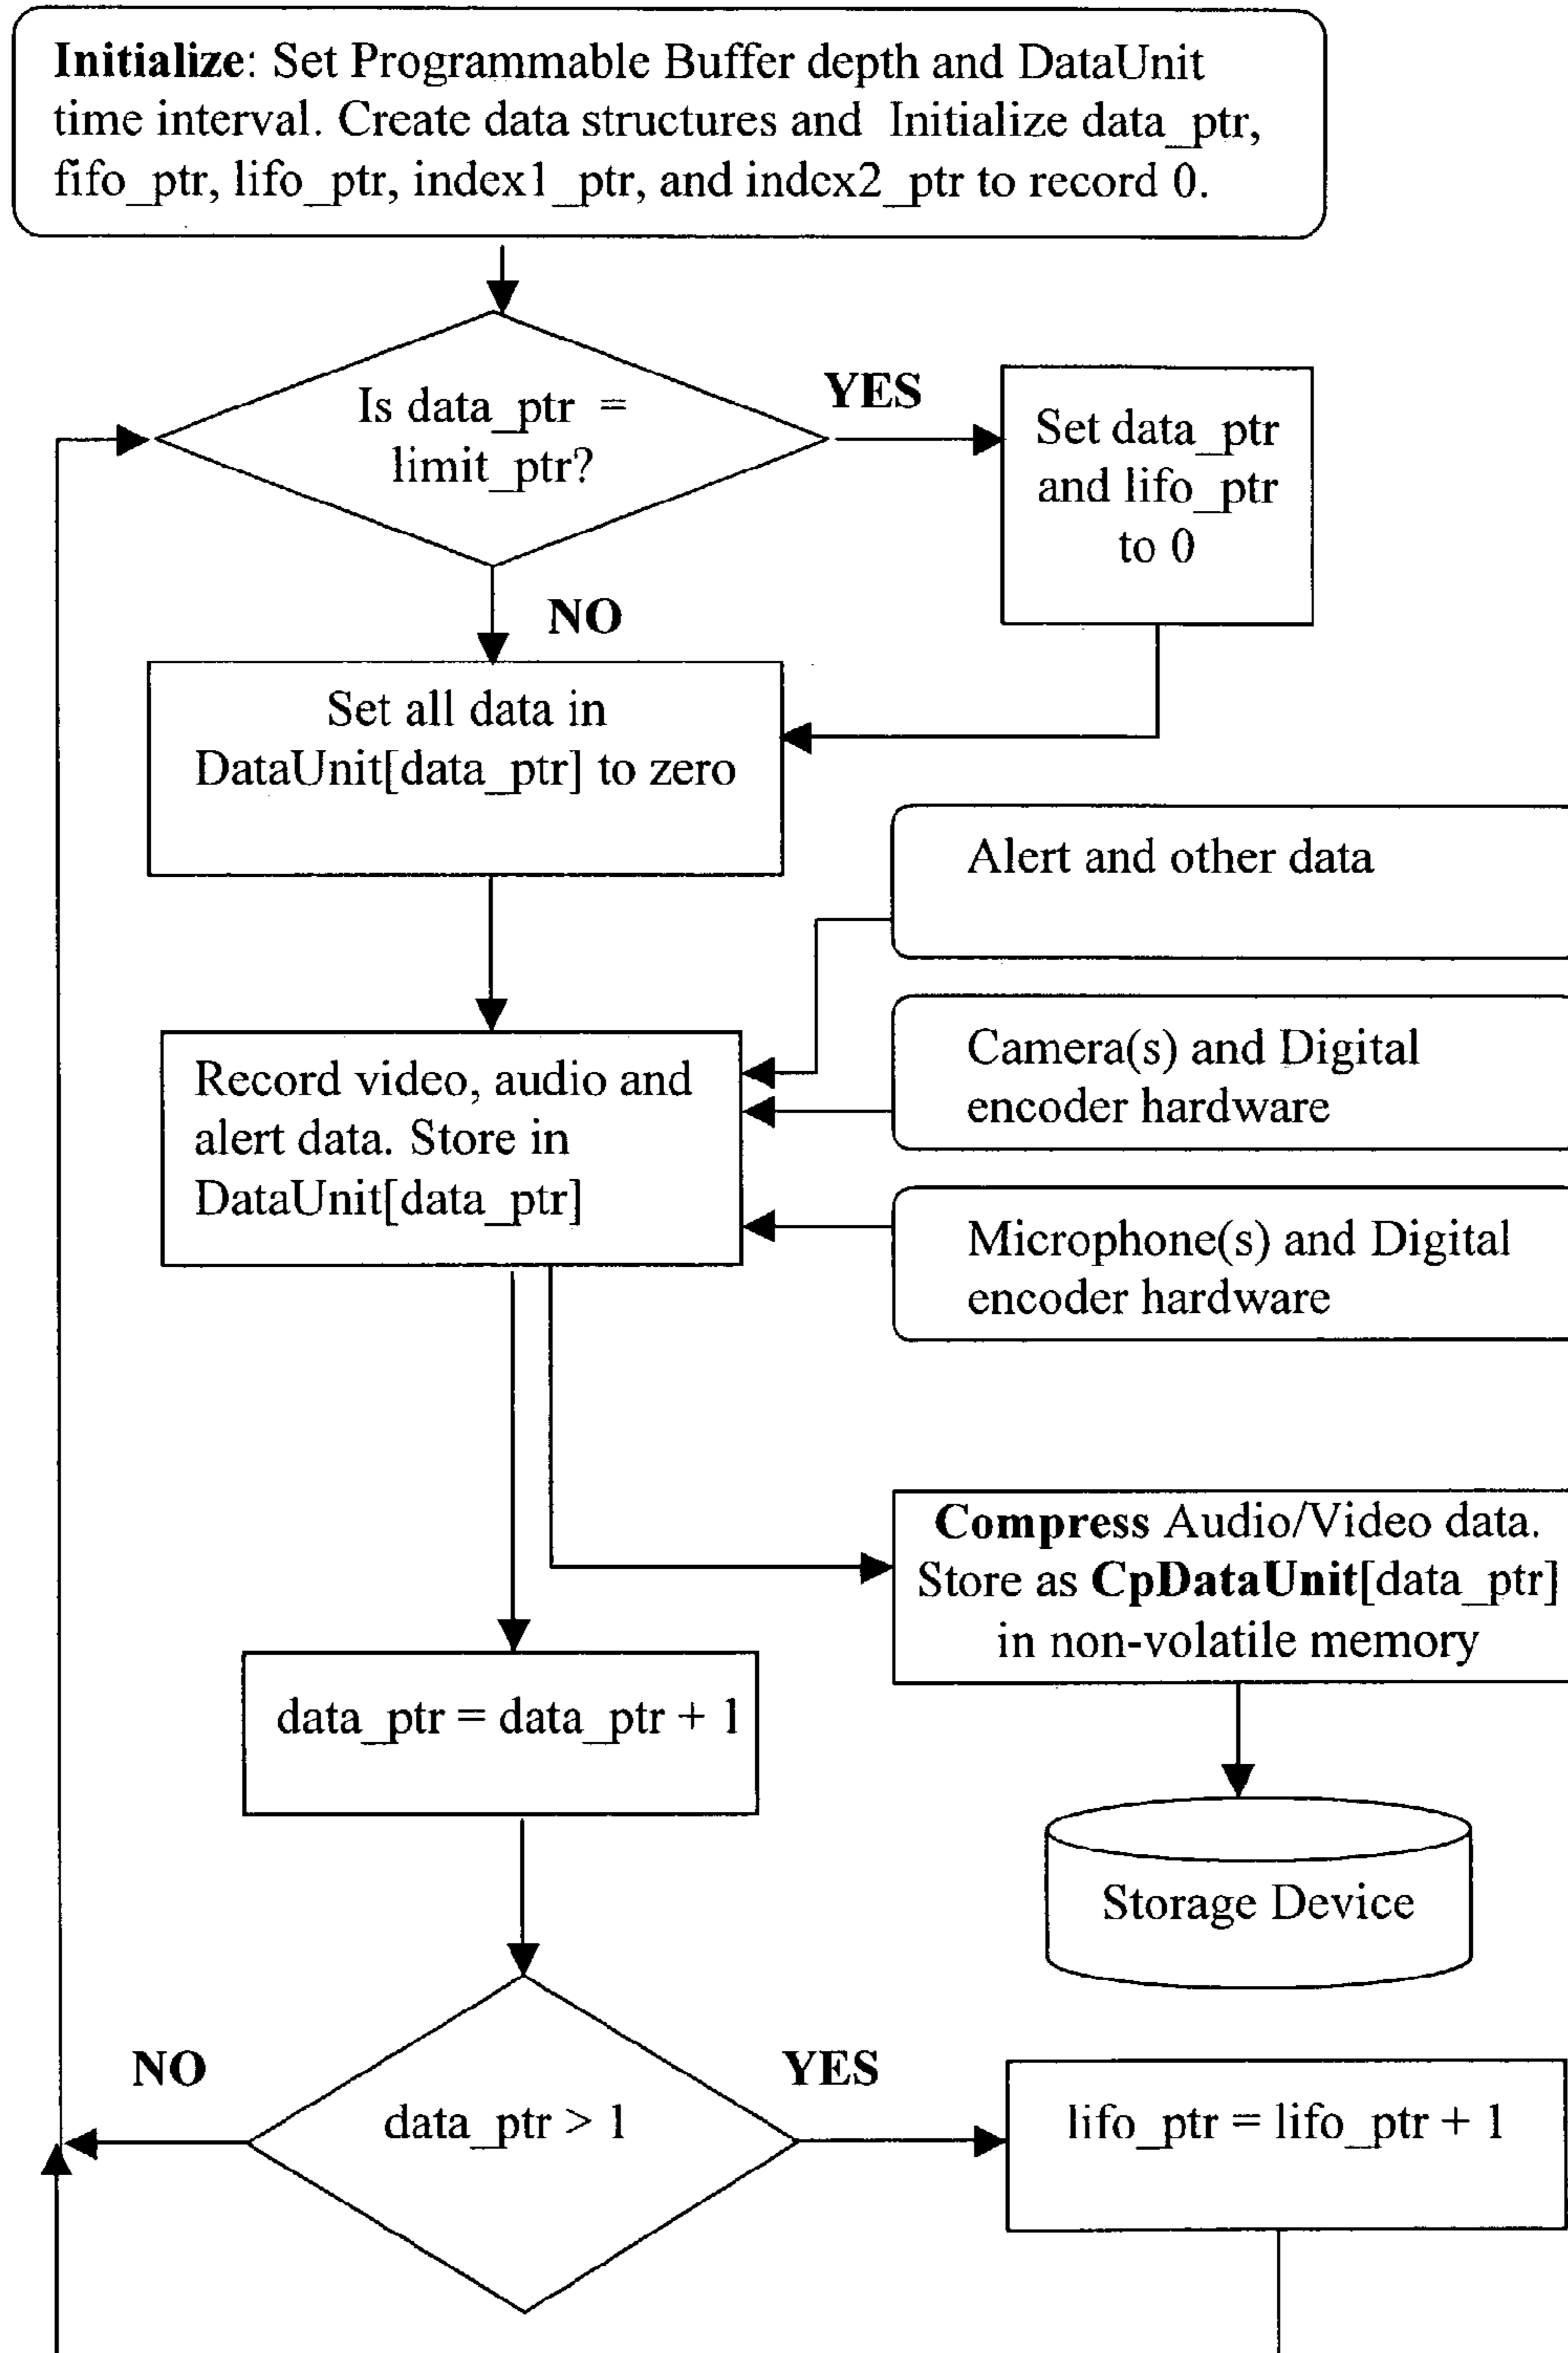 Initialize: Set Programmable Buffer depth and DataUnit
time interval. Create data structures and Initialize data_ptr,
fifo_ptr, lifo_ptr, index1_ptr, and index2_ptr to record 0.
Is data_ptr =
limit_ptr?
YES
Set data_ptr
and lifo_ptr
to 0
NO
Set all data in
DataUnit[data_ptr] to zero
Alert and other data
Record video, audio and
alert data. Store in
DataUnit[data_ptr]
Camera(s) and Digital
encoder hardware
Microphone(s) and Digital
encoder hardware
Compress Audio/Video data.
Store as CpDataUnit[data_ptr]
in non-volatile memory
data_ptr = data_ptr + 1
Storage Device
NO
data_ptr > 1
YES
lifo_ptr = lifo_ptr + 1